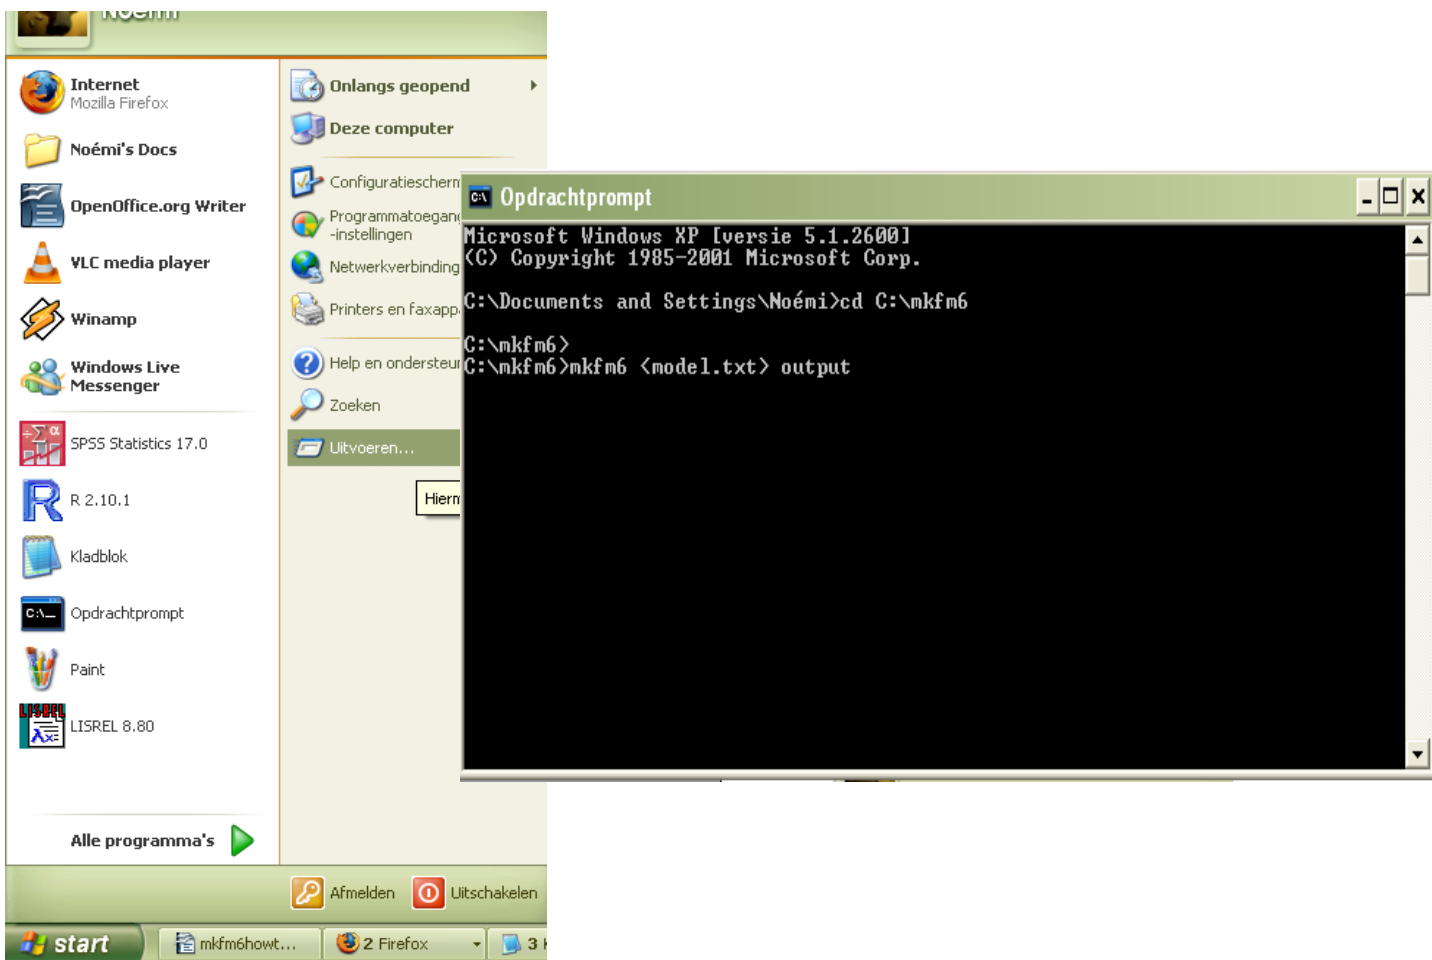 Noémi
Internet
Mozilla Firefox
Noémi's Docs
OpenOffice.org Writer
VLC media player
Winamp
Windows Live
Messenger
SPSS Statistics 17.0
R 2.10.1
Kladblok
Opdrachtprompt
Paint
LISREL 8.80
Alle programma's
Onlangs geopend
Deze computer
Configuratiescherm
Programmatoegang
-instellingen
Netwerkverbinding
Printers en faxapp
Help en ondersteun
Zoeken
Uitvoeren...
Hierm
Opdrachtprompt
Microsoft Windows XP [versie 5.1.2600]
(C) Copyright 1985-2001 Microsoft Corp.
C:\Documents and Settings\Noémi>cd C:\mkfm6
C:\mkfm6>
C:\mkfm6>mkfm6 <model.txt> output
Afmelden
Uitschakelen
start
mkfm6howt...
2 Firefox
3